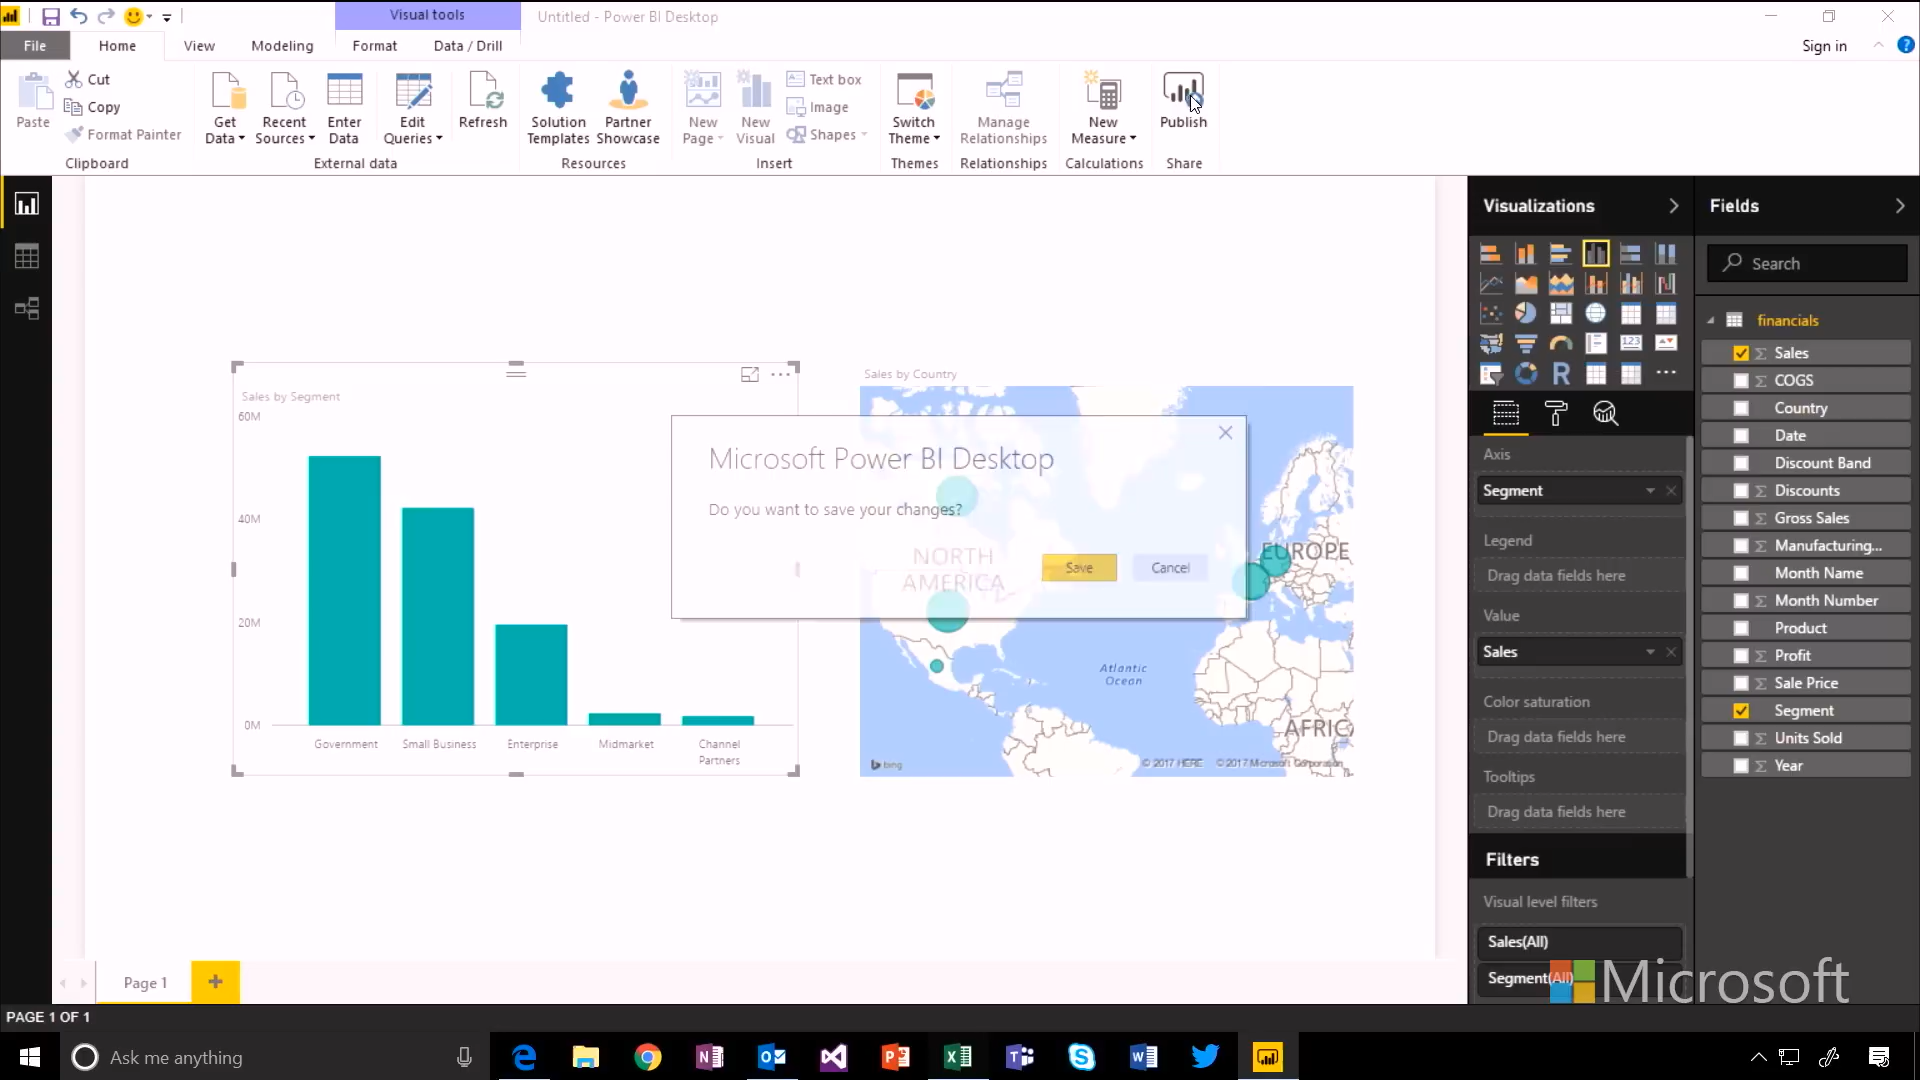 Visual tools
Untitled - Power BI Desktop
File
Home
View
Modeling
Format
Data / Drill
Sign in
?
Paste
Cut
Copy
Format Painter
Clipboard
Get Data
Recent Sources
Enter Data
Edit Queries
Refresh
External data
Solution Templates
Partner Showcase
Resources
New Page
New Visual
Text box
Image
Shapes
Insert
Switch Theme
Themes
Manage Relationships
Relationships
New Measure
Calculations
Publish
Share
Sales by Segment
60M
40M
20M
0M
Government
Small Business
Enterprise
Midmarket
Channel
Partners
Sales by Country
NORTH
AMERICA
EUROPE
Atlantic
Ocean
AFRIC
bing
© 2017 HERE © 2017 Microsoft Corporation
Microsoft Power BI Desktop
Do you want to save your changes?
Save
Cancel
Visualizations
R
123
Axis
Segment
Legend
Drag data fields here
Value
Sales
Color saturation
Drag data fields here
Tooltips
Drag data fields here
Filters
Visual level filters
Sales(All)
Segment(All)
Fields
Search
financials
Sales
COGS
Country
Date
Discount Band
Discounts
Gross Sales
Manufacturing...
Month Name
Month Number
Product
Profit
Sale Price
Segment
Units Sold
Year
Microsoft
Page 1
PAGE 1 OF 1
Ask me anything